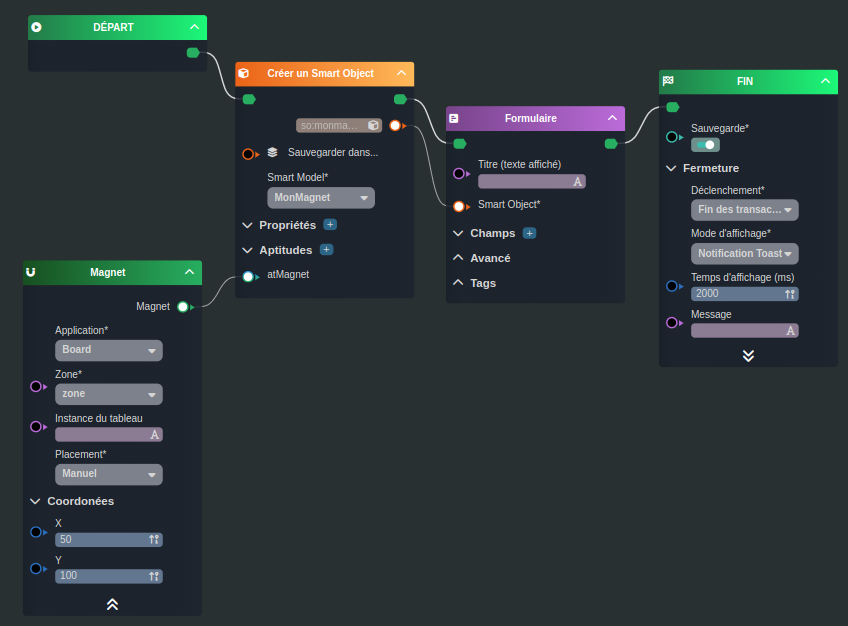 DÉPART
Créer un Smart Object
so:monma...
Sauvegarder dans...
Smart Model*
MonMagnet
Propriétés +
Aptitudes +
atMagnet
Formulaire
Titre (texte affiché)
A
Smart Object*
Champs +
Avancé
Tags
FIN
Sauvegarde*
Fermeture
Déclenchement*
Fin des transac...
Mode d'affichage*
Notification Toast
Temps d'affichage (ms)
2000
Message
A
Magnet
Magnet
Application*
Board
Zone*
zone
Instance du tableau
A
Placement*
Manuel
Coordonées
X
50
Y
100